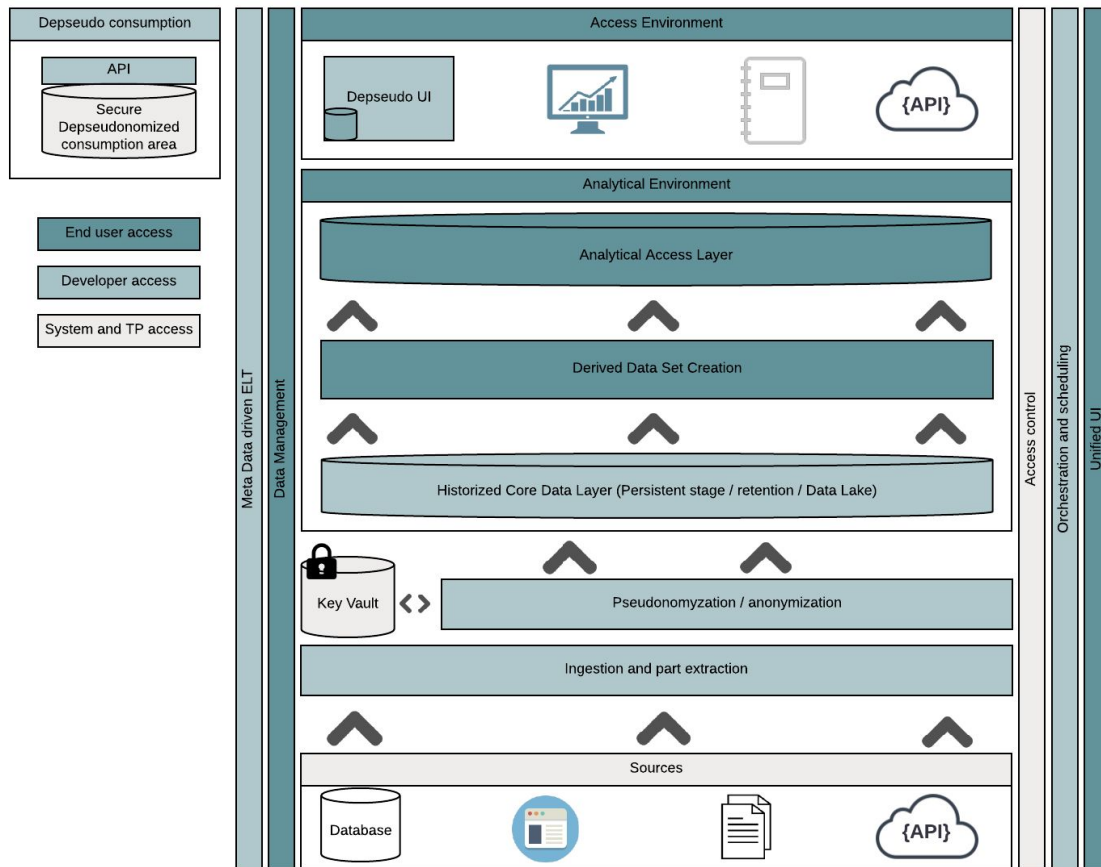 Depseudo consumption
API
Secure
Depseudonomized
consumption area
End user access
Developer access
System and TP access
Meta Data driven ELT
Data Management
Access Environment
Depseudo UI
{API}
Analytical Environment
Analytical Access Layer
Derived Data Set Creation
Historized Core Data Layer (Persistent stage / retention / Data Lake)
Key Vault
Pseudonomyzation / anonymization
Ingestion and part extraction
Sources
Database
{API}
Access control
Orchestration and scheduling
Unified UI